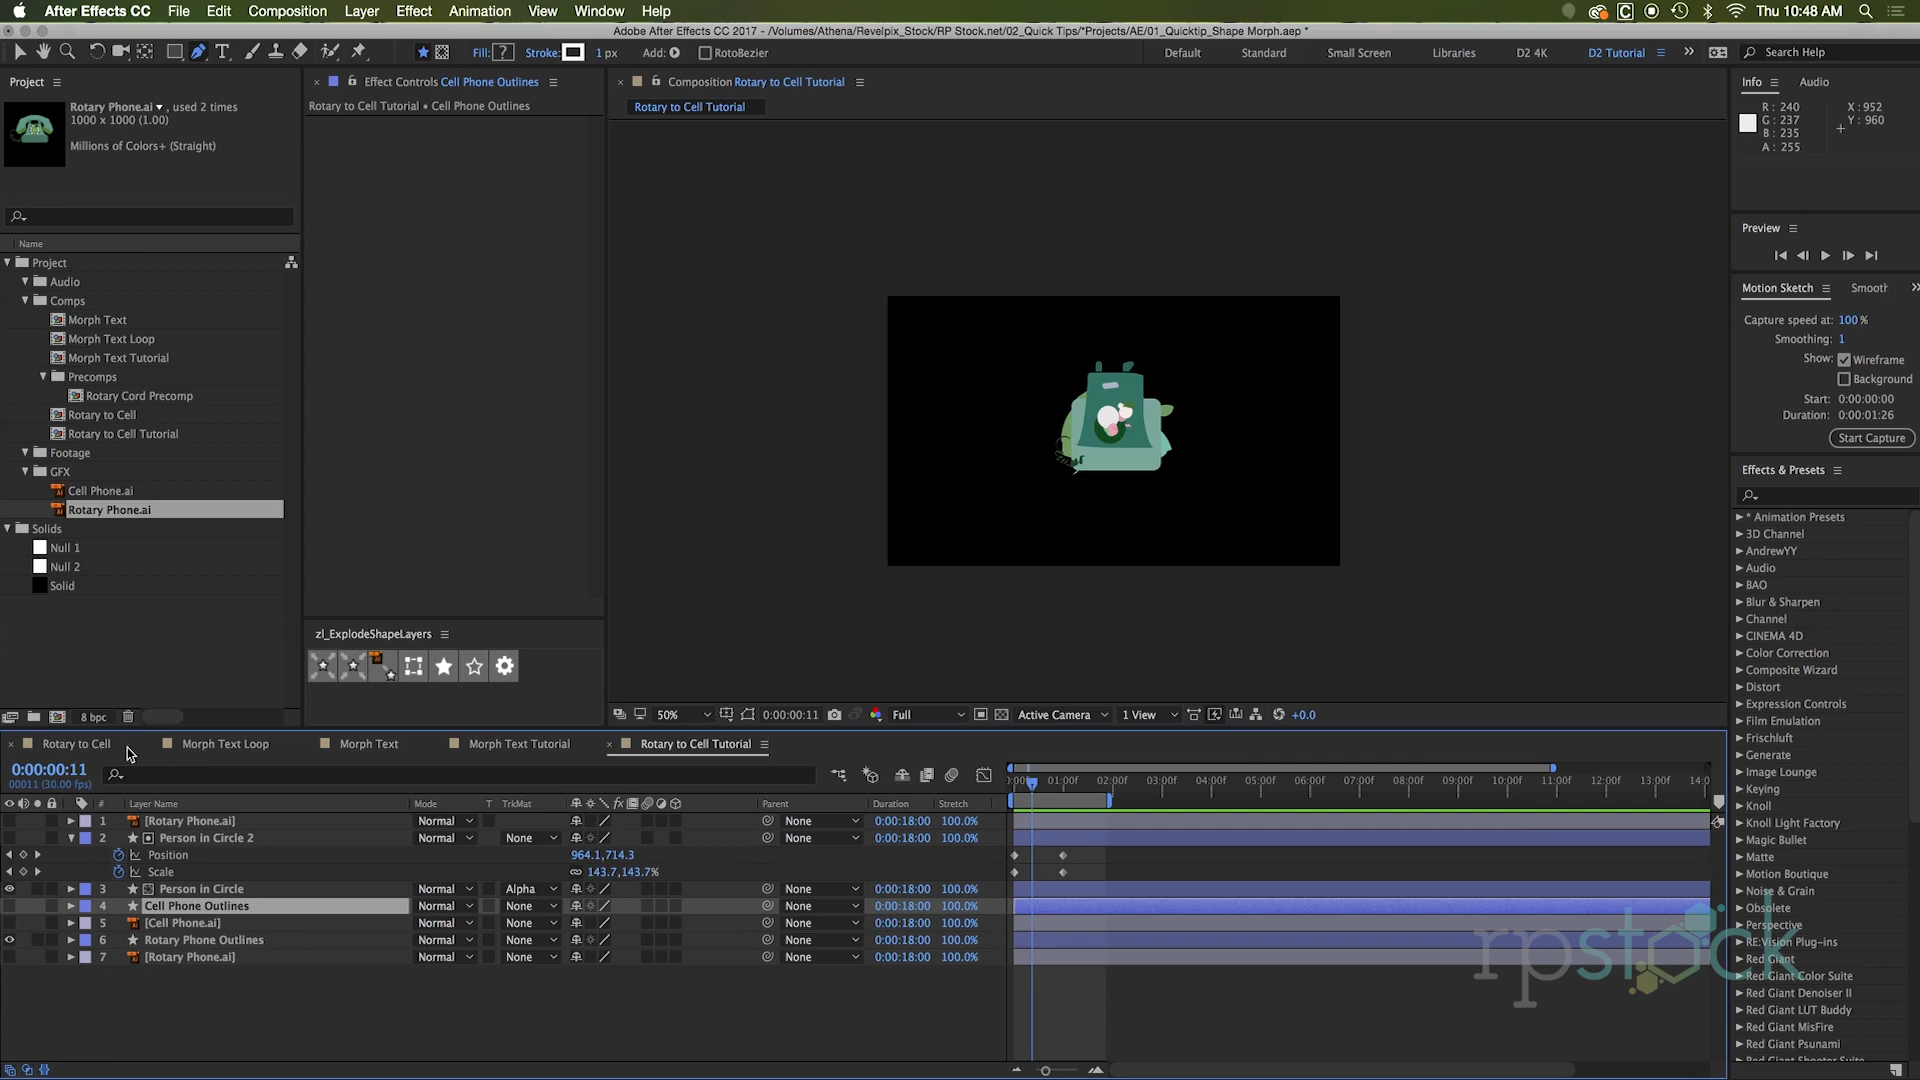 After Effects CC File Edit Composition Layer Effect Animation View Window Help Thu 10:48 AM
Adobe After Effects CC 2017 - /Volumes/Athena/Revelpix_Stock/RP Stock.net/02_Quick Tips/*Projects/AE/01_Quicktip_Shape Morph.aep *
Fill: ? Stroke: 1 px Add: RotoBezier Default Standard Small Screen Libraries D2 4K D2 Tutorial Search Help
Project
Effect Controls Cell Phone Outlines
Composition Rotary to Cell Tutorial
Info Audio
Rotary Phone.ai, used 2 times
1000 x 1000 (1.00)
Millions of Colors+ (Straight)
Rotary to Cell Tutorial • Cell Phone Outlines
Rotary to Cell Tutorial
R: 240 X: 952
G: 237 Y: 960
B: 235
A: 255
Name
Project
Audio
Comps
Morph Text
Morph Text Loop
Morph Text Tutorial
Precomps
Rotary Cord Precomp
Rotary to Cell
Rotary to Cell Tutorial
Footage
GFX
Cell Phone.ai
Rotary Phone.ai
Solids
Null 1
Null 2
Solid
8 bpc
zl_ExplodeShapeLayers
50% 0:00:00:11 Full Active Camera 1 View +0.0
Preview
Motion Sketch Smooth
Capture speed at: 100 %
Smoothing: 1
Show: Wireframe
Background
Start: 0:00:00:00
Duration: 0:00:01:26
Start Capture
Effects & Presets
* Animation Presets
3D Channel
AndrewYY
Audio
BAO
Blur & Sharpen
Channel
CINEMA 4D
Color Correction
Composite Wizard
Distort
Expression Controls
Film Emulation
Frischluft
Generate
Image Lounge
Keying
Knoll
Knoll Light Factory
Magic Bullet
Matte
Motion Boutique
Noise & Grain
Obsolete
Perspective
RE:Vision Plug-ins
Red Giant
Red Giant Color Suite
Red Giant Denoiser II
Red Giant LUT Buddy
Red Giant MisFire
Red Giant Psunami
Red Giant Shooter Suite
Rotary to Cell Morph Text Loop Morph Text Morph Text Tutorial Rotary to Cell Tutorial
0:00:00:11
00011 (30.00 fps)
01:00f 02:00f 03:00f 04:00f 05:00f 06:00f 07:00f 08:00f 09:00f 10:00f 11:00f 12:00f 13:00f
# Layer Name Mode T TrkMat Parent Duration Stretch
1 [Rotary Phone.ai] Normal None 0:00:18:00 100.0%
2 Person in Circle 2 Normal None None 0:00:18:00 100.0%
Position 964.1,714.3
Scale 143.7,143.7%
3 Person in Circle Normal Alpha None 0:00:18:00 100.0%
4 Cell Phone Outlines Normal None None 0:00:18:00 100.0%
5 [Cell Phone.ai] Normal None None 0:00:18:00 100.0%
6 Rotary Phone Outlines Normal None None 0:00:18:00 100.0%
7 [Rotary Phone.ai] Normal None None 0:00:18:00 100.0%
rpstock